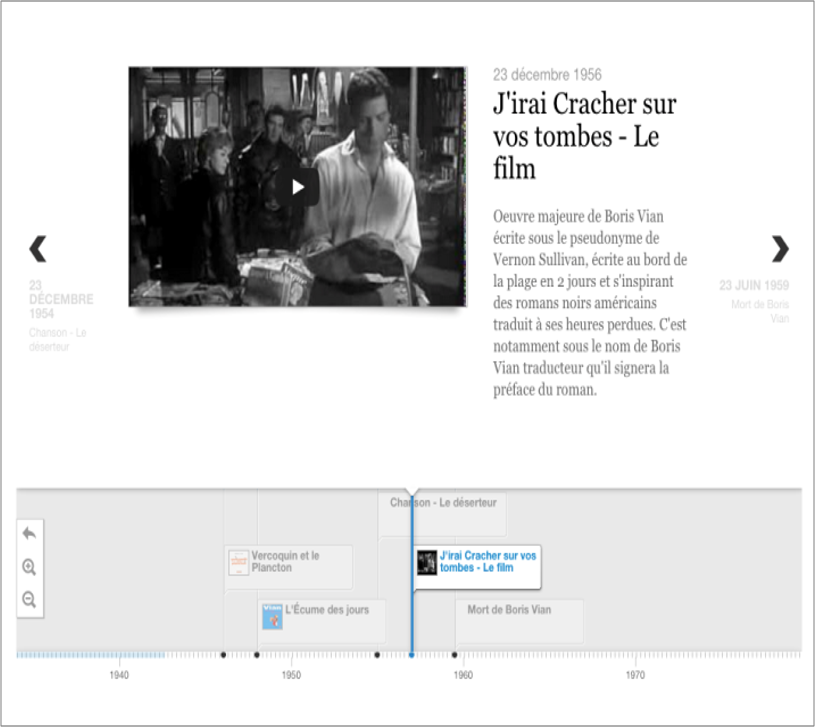 23 décembre 1956
J'irai Cracher sur
vos tombes - Le
film
Oeuvre majeure de Boris Vian
écrite sous le pseudonyme de
Vernon Sullivan, écrite au bord de
la plage en 2 jours et s'inspirant
des romans noirs américains
traduit à ses heures perdues. C'est
notamment sous le nom de Boris
Vian traducteur qu'il signera la
préface du roman.
23
DÉCEMBRE
1954
Chanson - Le
déserteur
23 JUIN 1959
Mort de Boris
Vian
Chanson - Le déserteur
Vercoquin et le
Plancton
J'irai Cracher sur vos
tombes - Le film
Vian
L'Écume des jours
Mort de Boris Vian
1940
1950
1960
1970